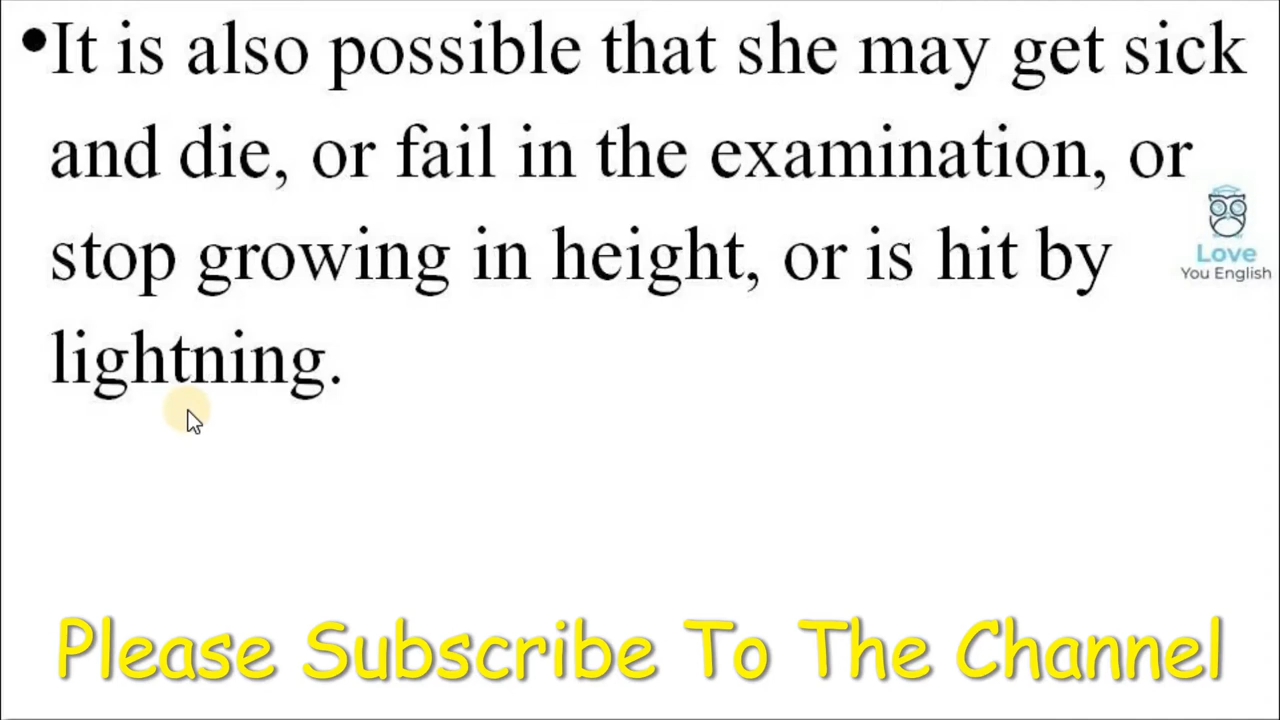 •It is also possible that she may get sick
and die, or fail in the examination, or
stop growing in height, or is hit by
lightning.
Love
You English
Please Subscribe To The Channel